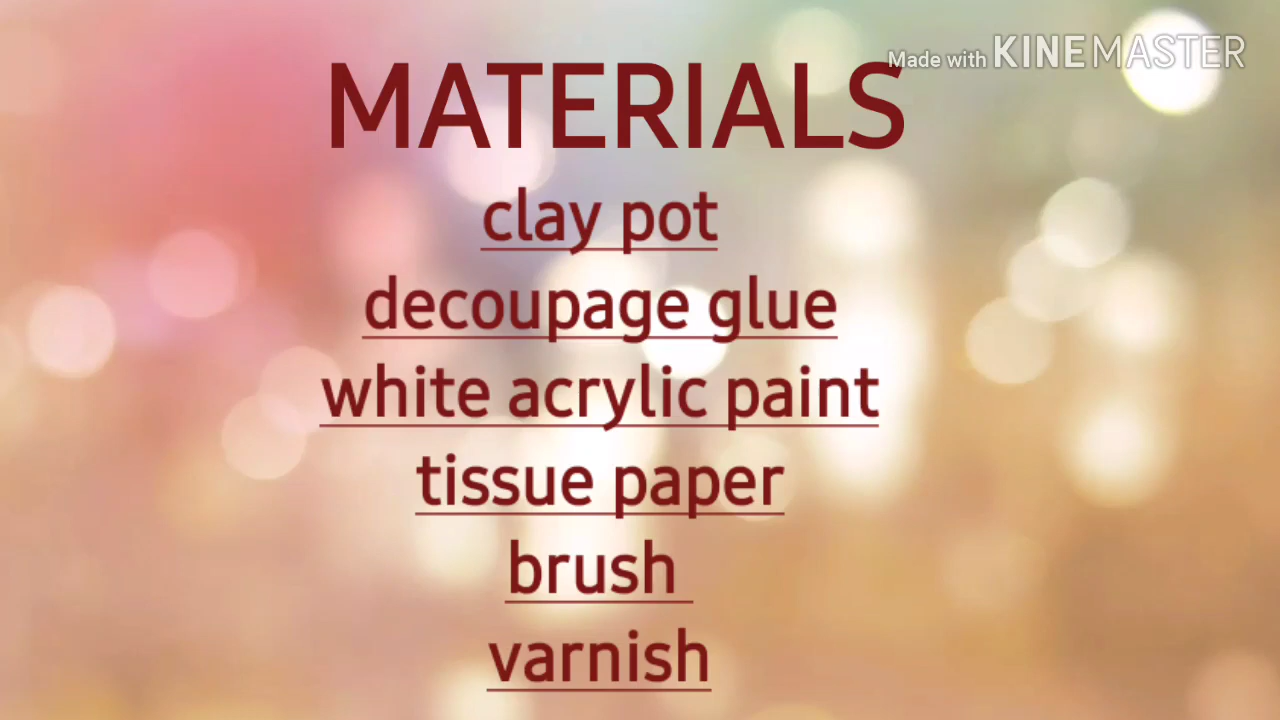 Made with KINEMASTER
MATERIALS
clay pot
decoupage glue
white acrylic paint
tissue paper
brush
varnish